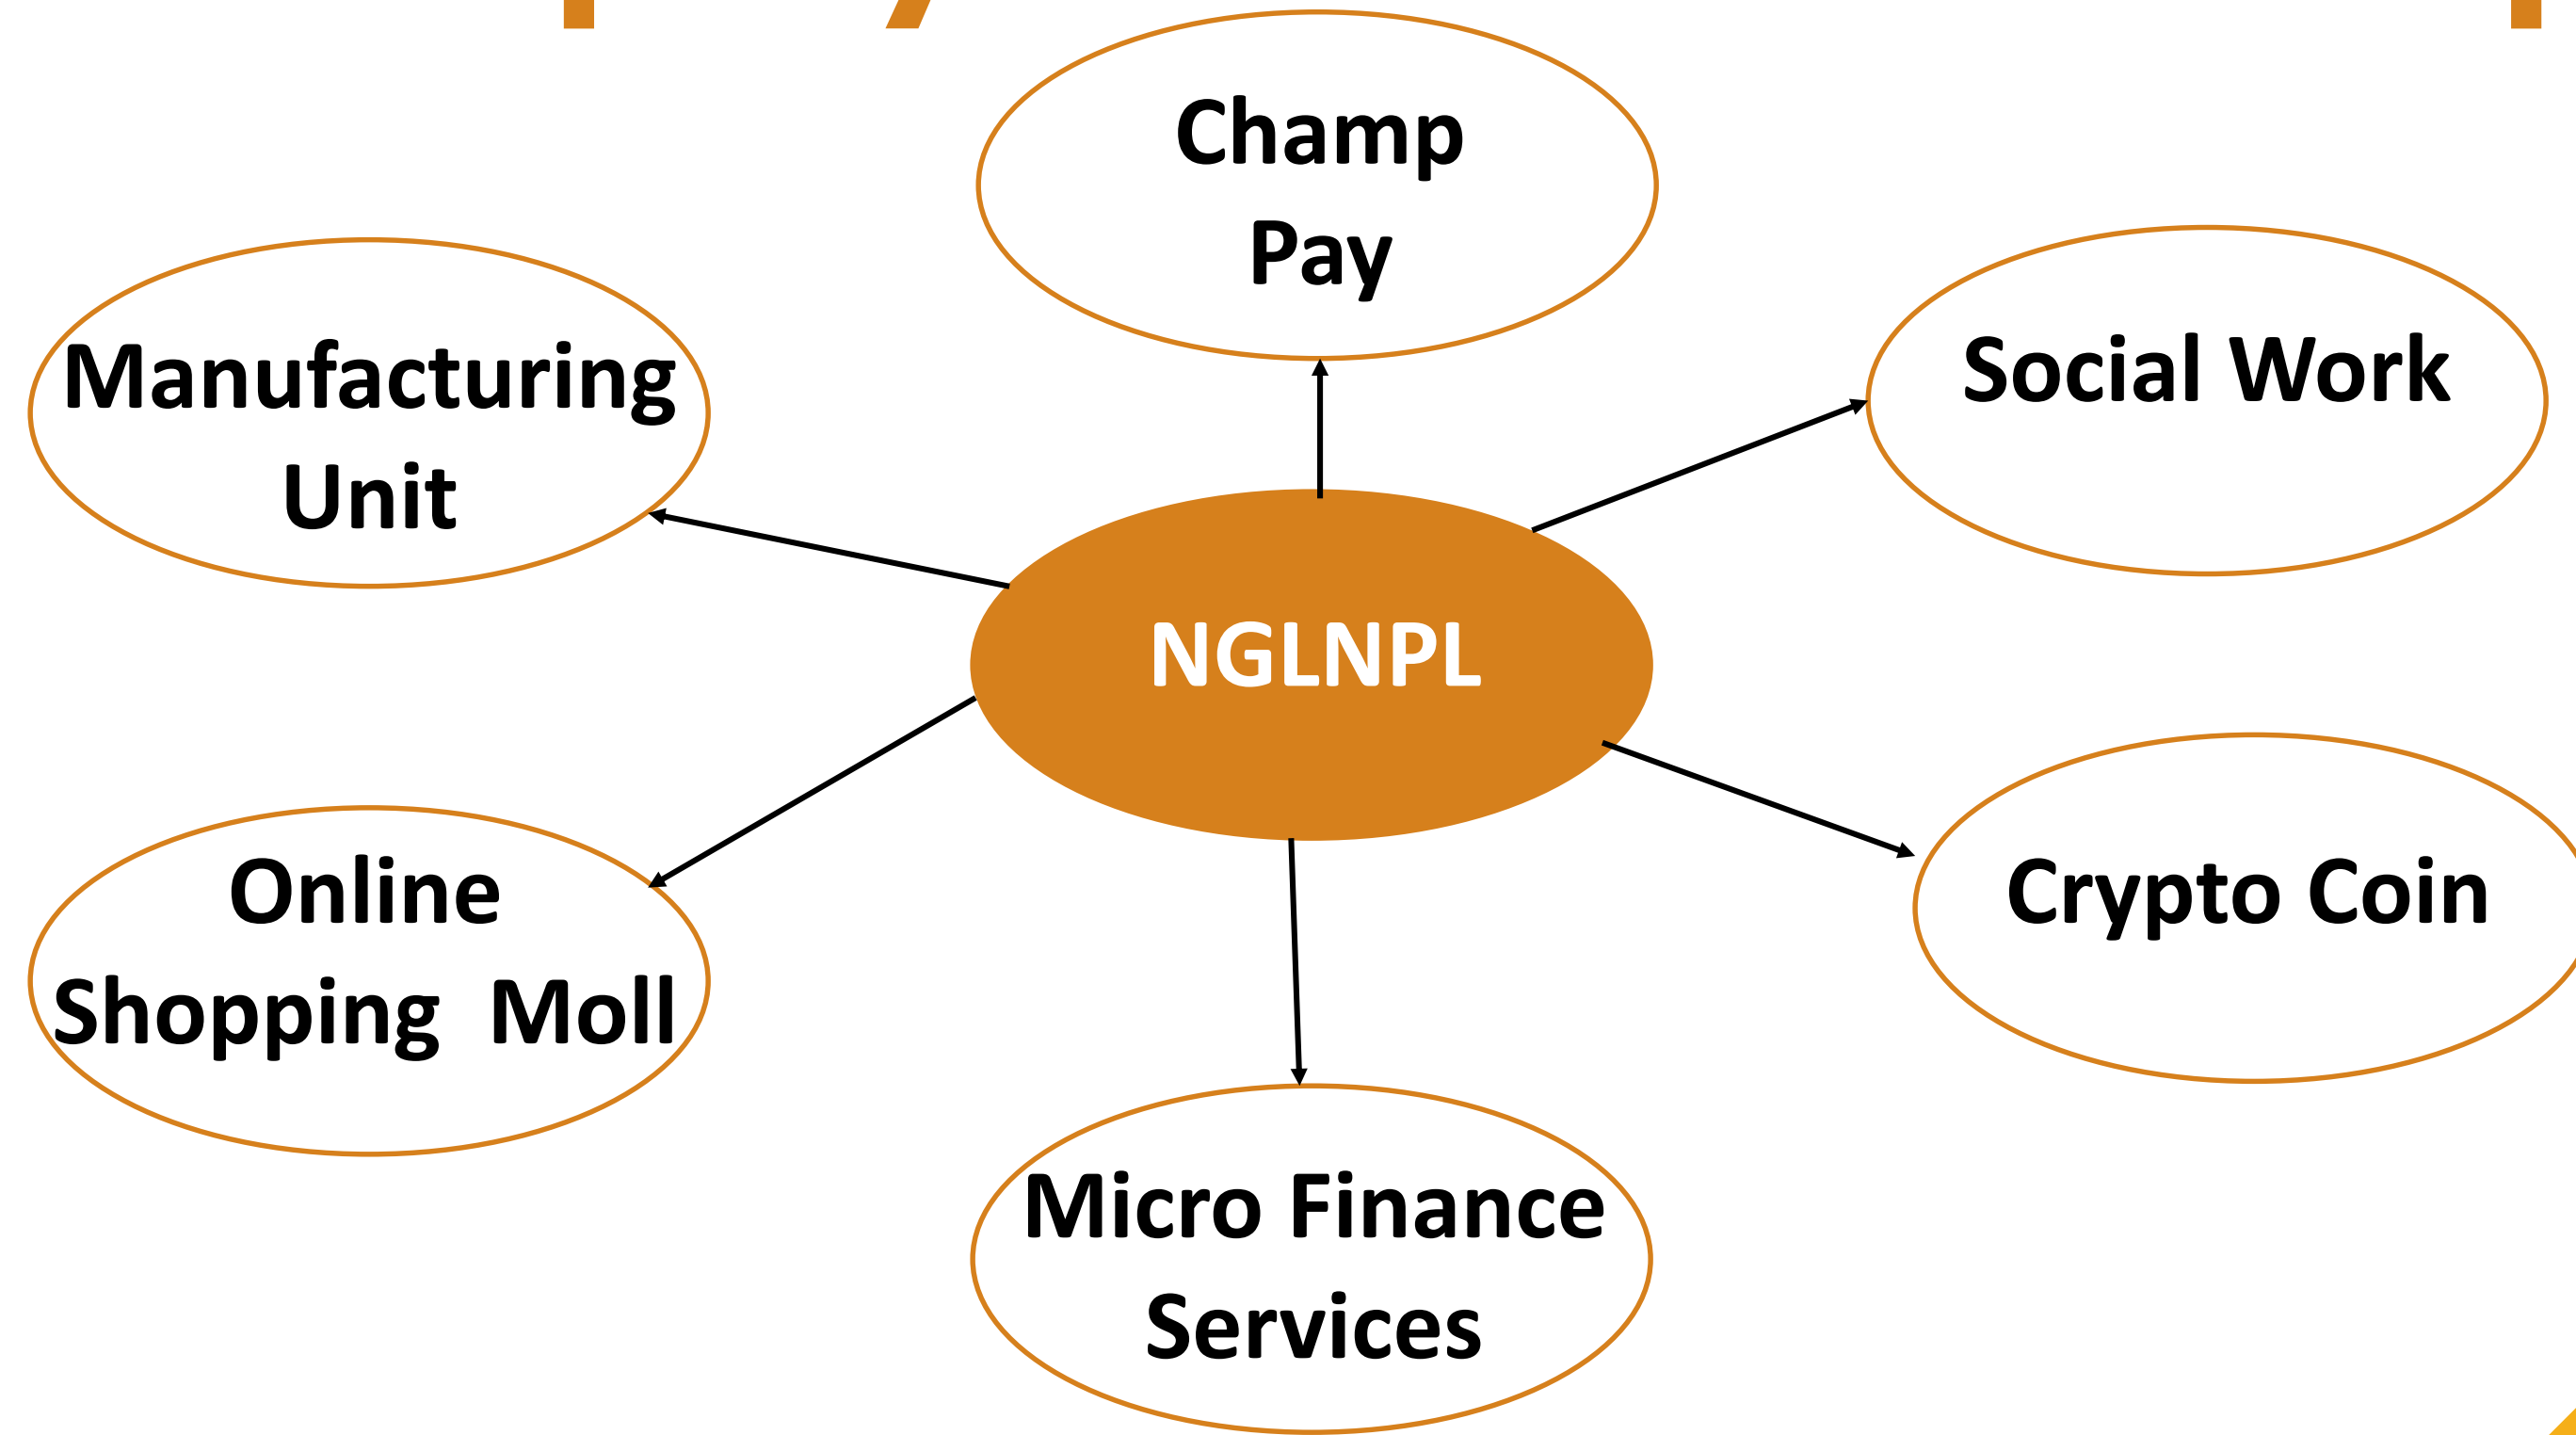 Champ
Pay
Manufacturing
Unit
Social Work
NGLNPL
Online
Shopping  Moll
Crypto Coin
Micro Finance
Services